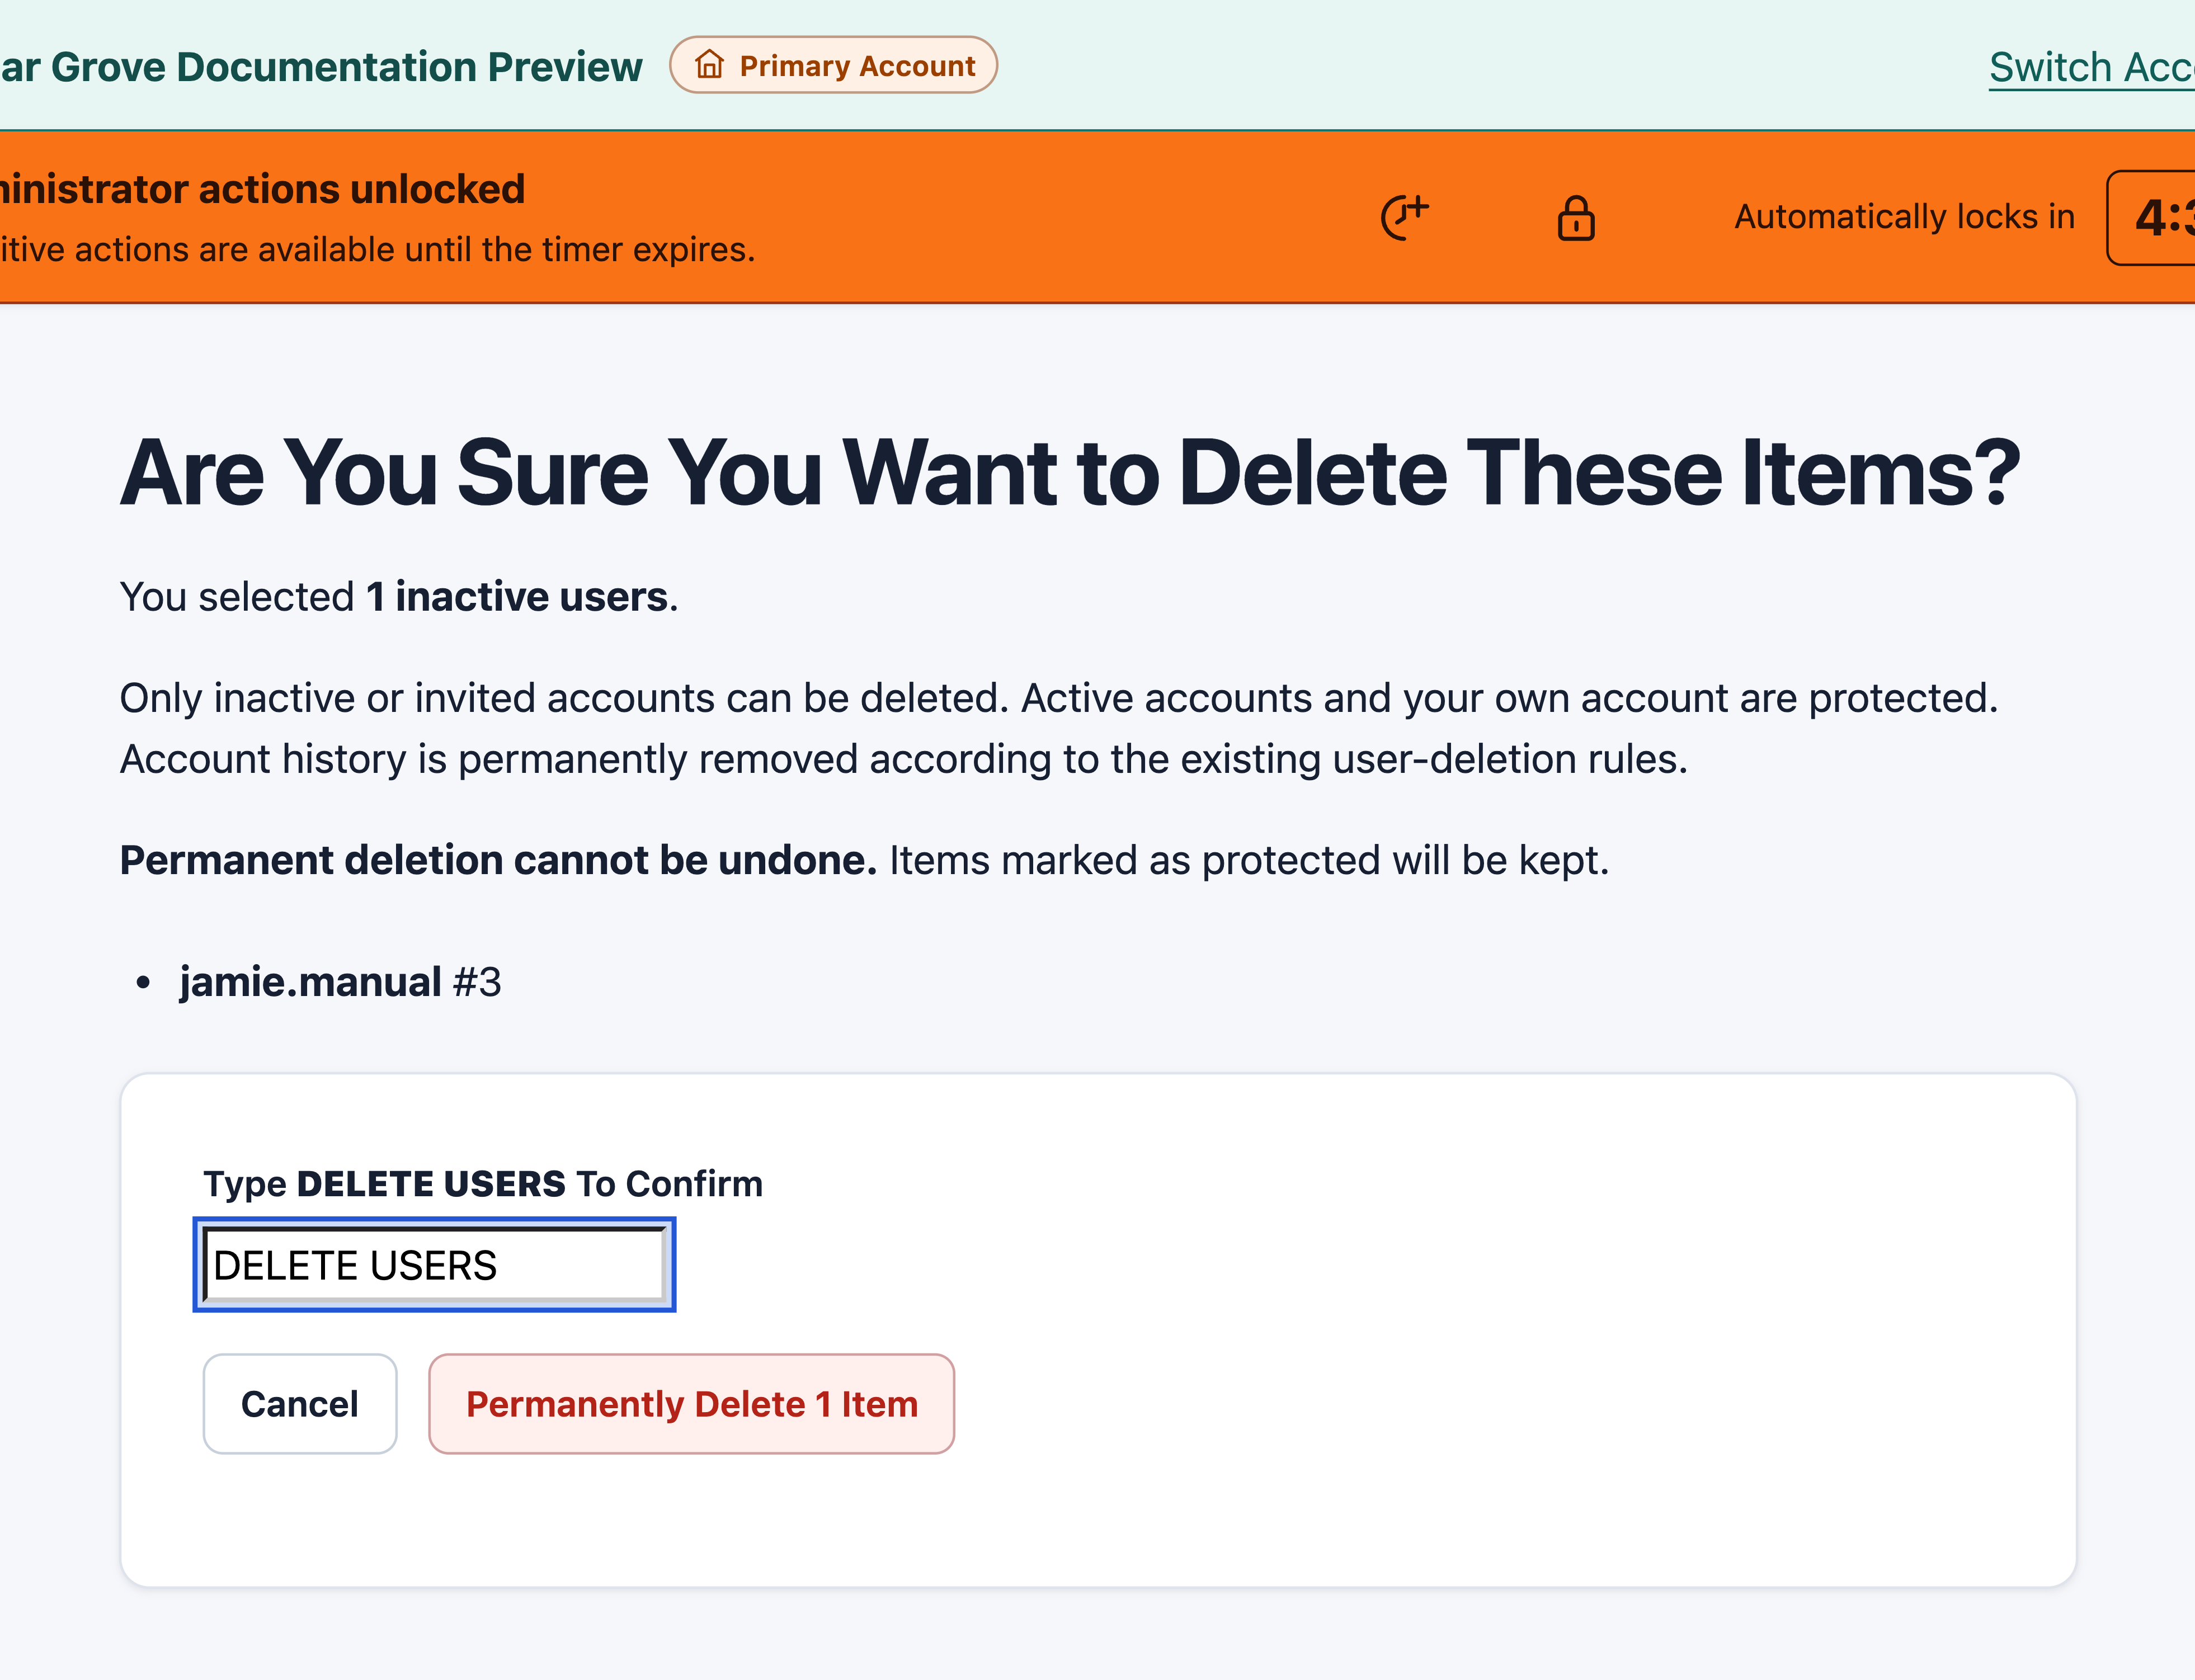 ar Grove Documentation Preview
Primary Account
Switch Acc
ministrator actions unlocked
itive actions are available until the timer expires.
Automatically locks in
4:3
Are You Sure You Want to Delete These Items?
You selected 1 inactive users.
Only inactive or invited accounts can be deleted. Active accounts and your own account are protected.
Account history is permanently removed according to the existing user-deletion rules.
Permanent deletion cannot be undone. Items marked as protected will be kept.
• jamie.manual #3
Type DELETE USERS To Confirm
DELETE USERS
Cancel
Permanently Delete 1 Item